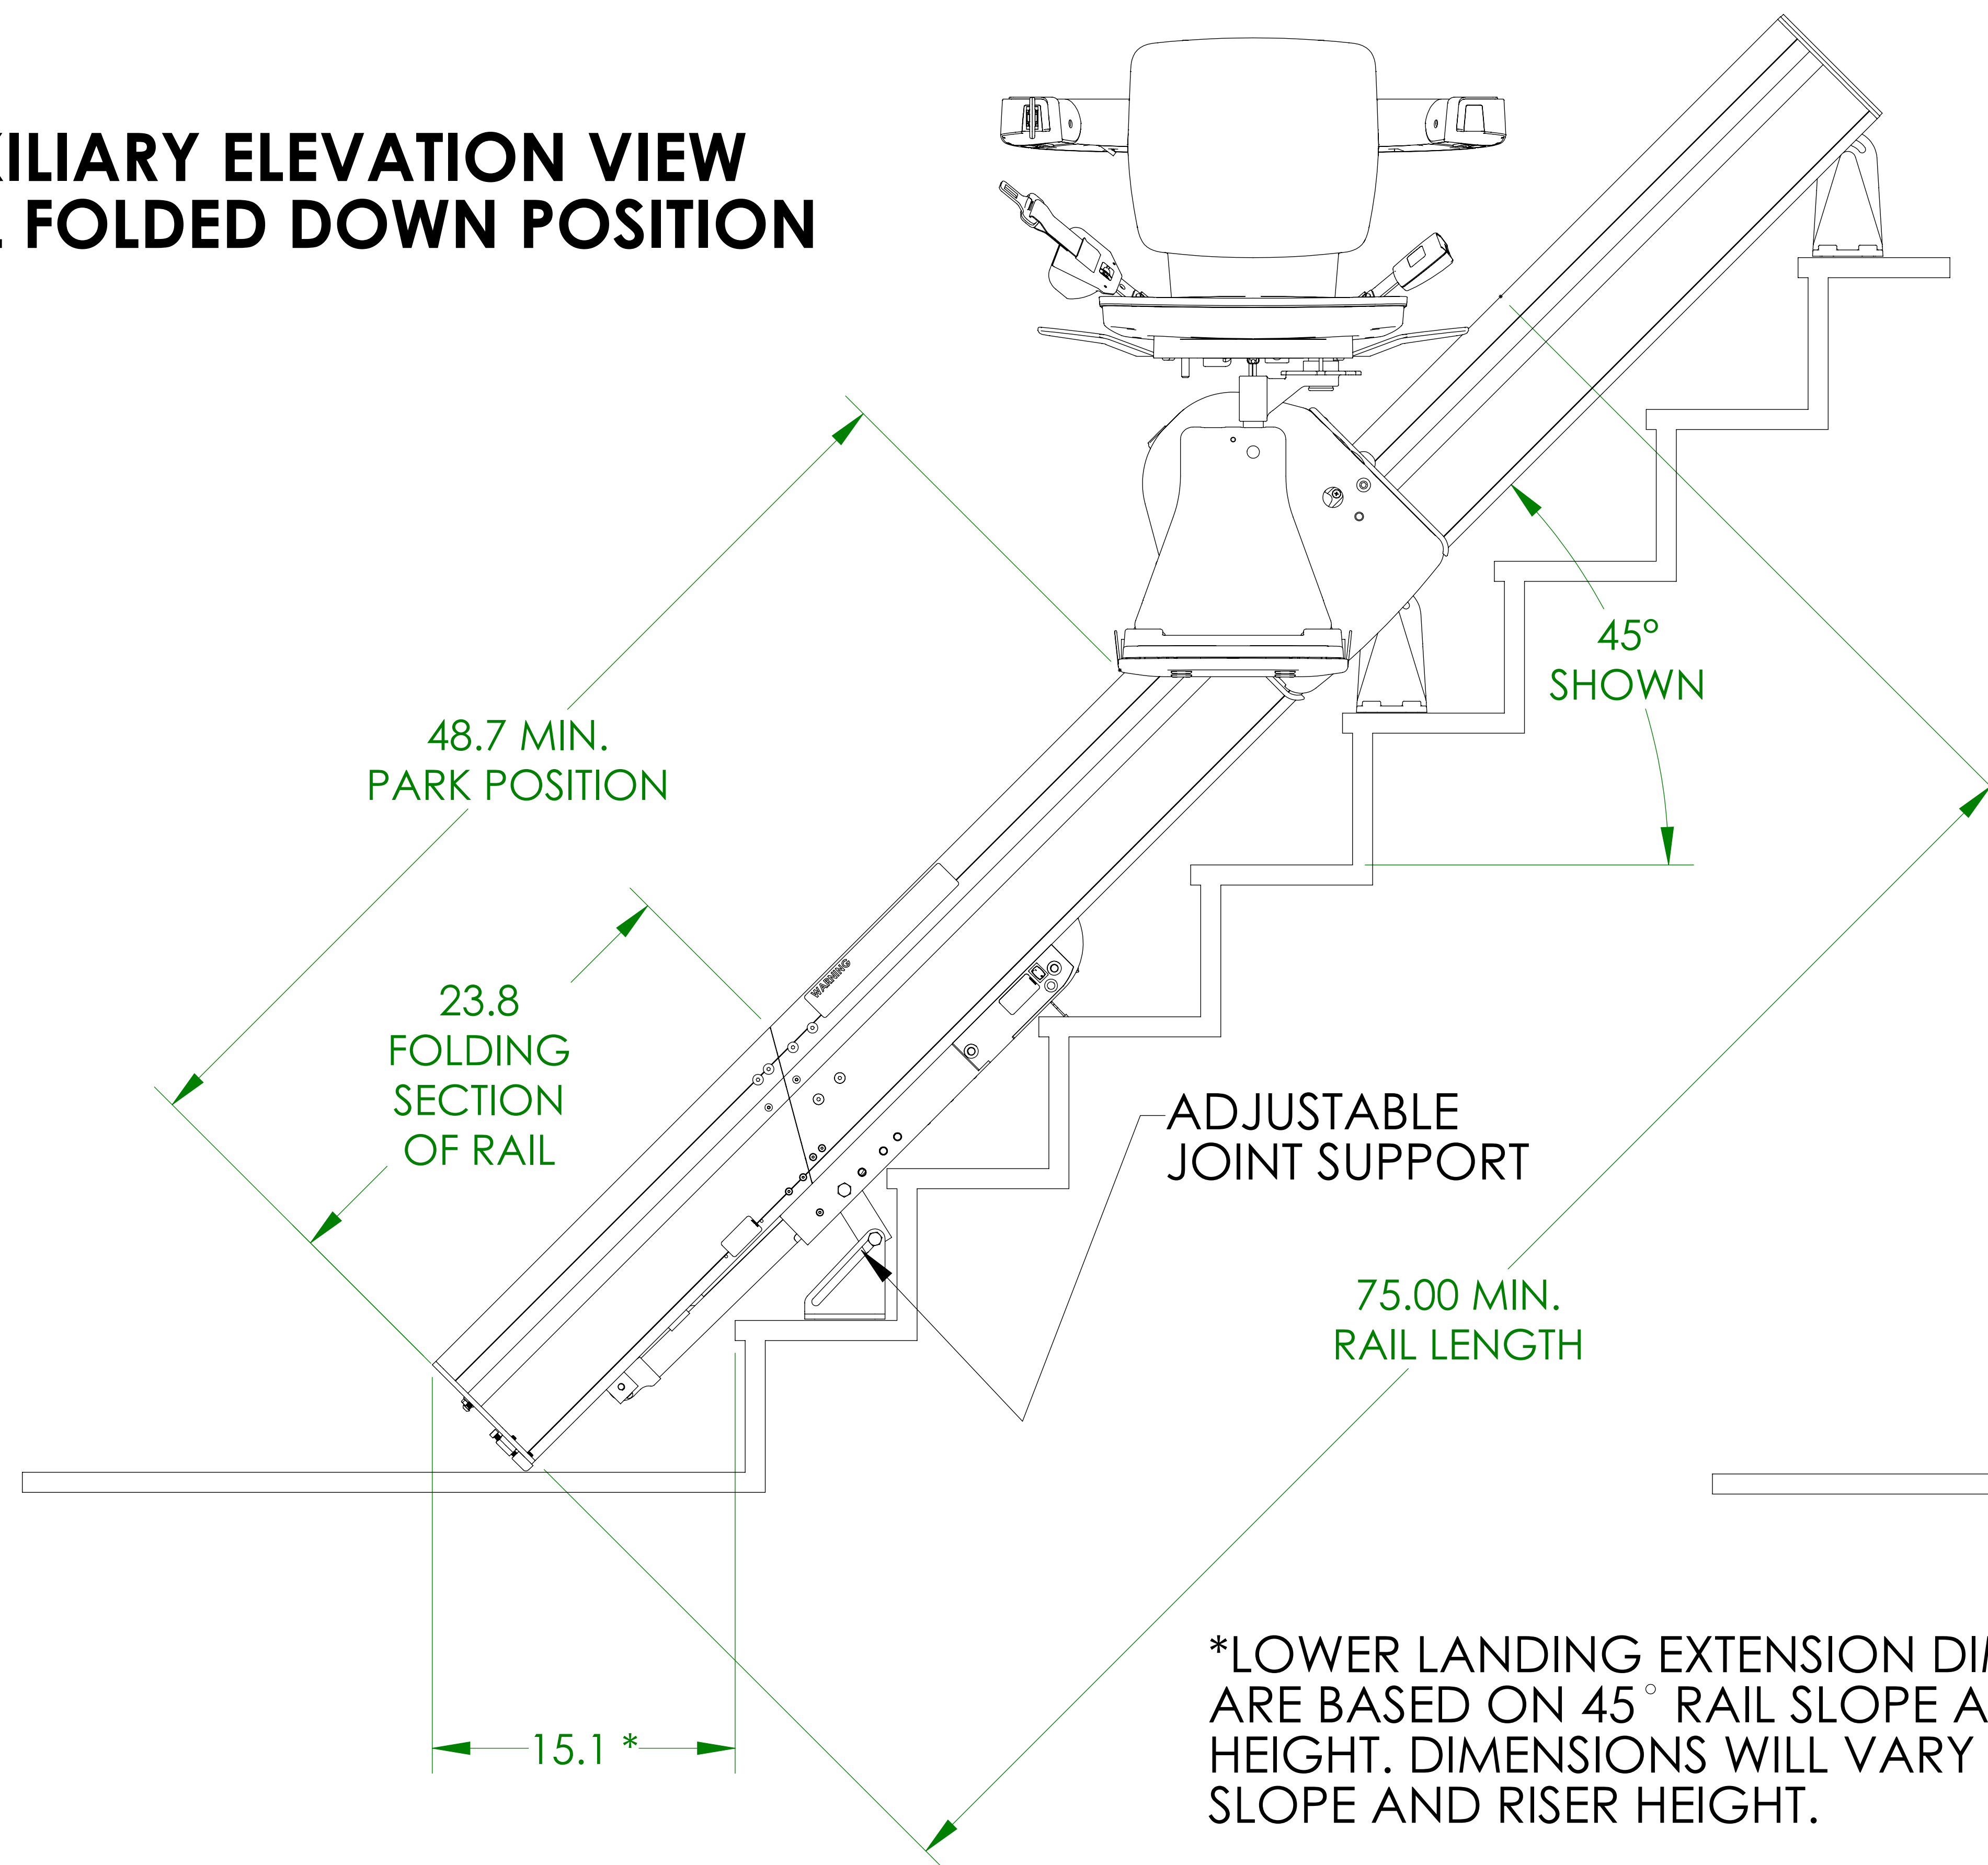 ELEVATION VIEW
FOLDED DOWN POSITION
48.7 MIN.
PARK POSITION
45°
SHOWN
WARNING
23.8
FOLDING
SECTION
OF RAIL
ADJUSTABLE
JOINT SUPPORT
75.00 MIN.
RAIL LENGTH
15.1 *
*LOWER LANDING EXTENSION
ARE BASED ON 45° RAIL SLOPE
HEIGHT. DIMENSIONS WILL VARY
SLOPE AND RISER HEIGHT.